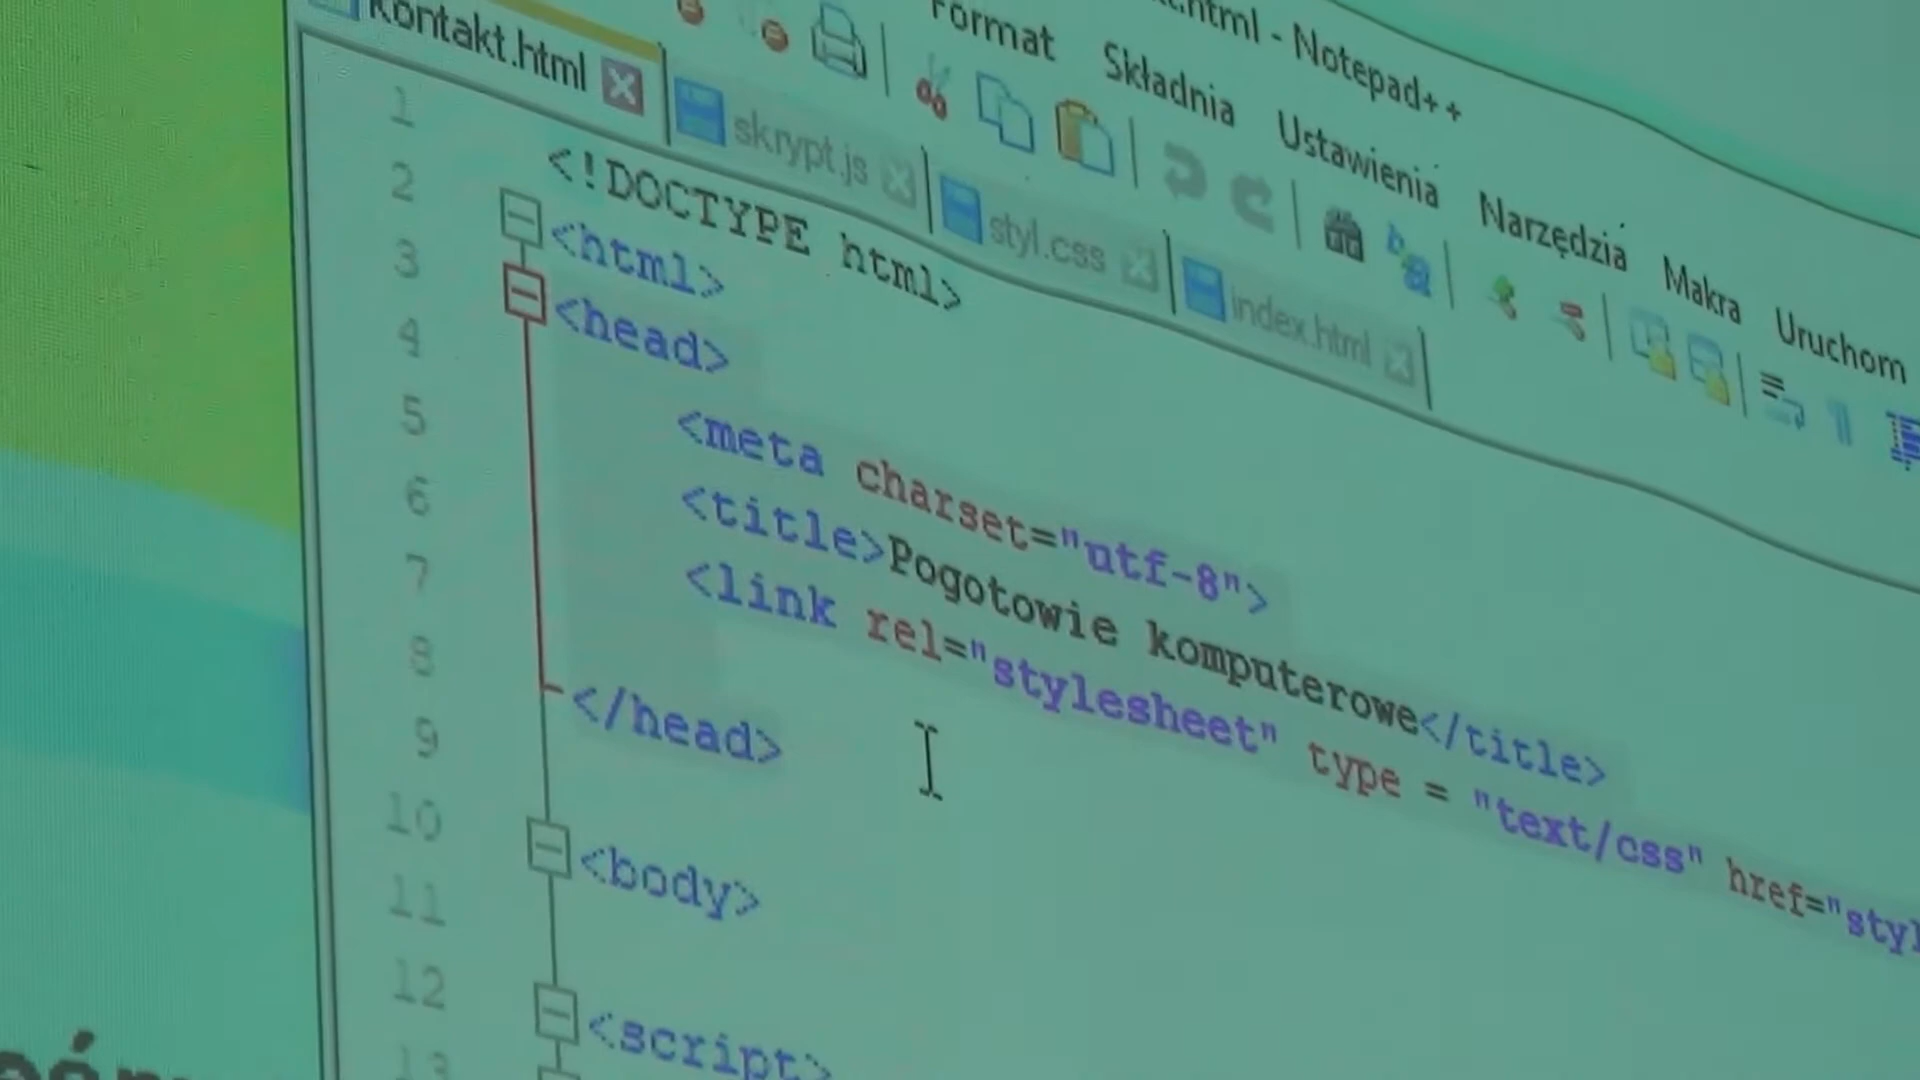 .html - Notepad++
Format Składnia Ustawienia Narzędzia Makra Uruchom
kontakt.html skrypt.js styl.css index.html
1 <!DOCTYPE html>
2 <html>
3 <head>
4
5 <meta charset="utf-8">
6 <title>Pogotowie komputerowe</title>
7 <link rel="stylesheet" type = "text/css" href="styl
8
9 </head>
10
11 <body>
12
13 <script>